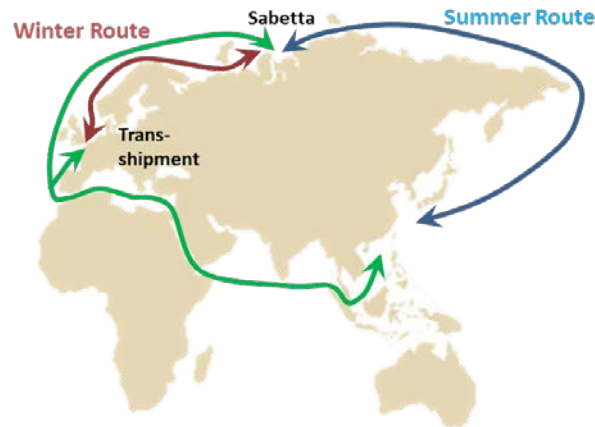 Sabetta
Winter Route
Summer Route
Trans-
shipment